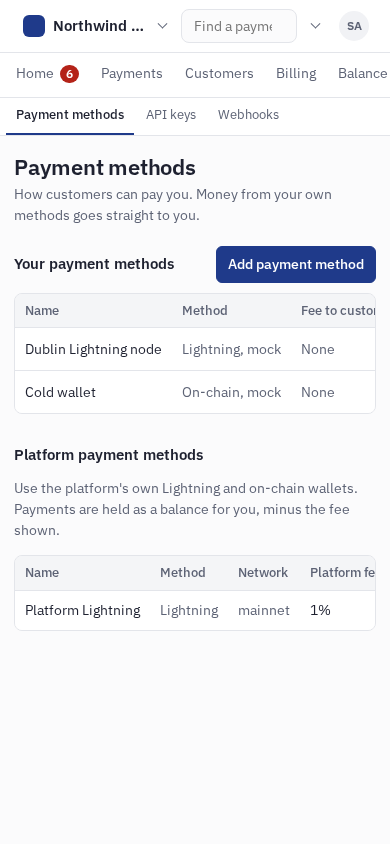 Northwind ...
Find a payme
SA
Home 6 Payments Customers Billing Balance
Payment methods API keys Webhooks
Payment methods
How customers can pay you. Money from your own
methods goes straight to you.
Your payment methods
Add payment method
Name Method Fee to custor
Dublin Lightning node Lightning, mock None
Cold wallet On-chain, mock None
Platform payment methods
Use the platform's own Lightning and on-chain wallets.
Payments are held as a balance for you, minus the fee
shown.
Name Method Network Platform fe
Platform Lightning Lightning mainnet 1%